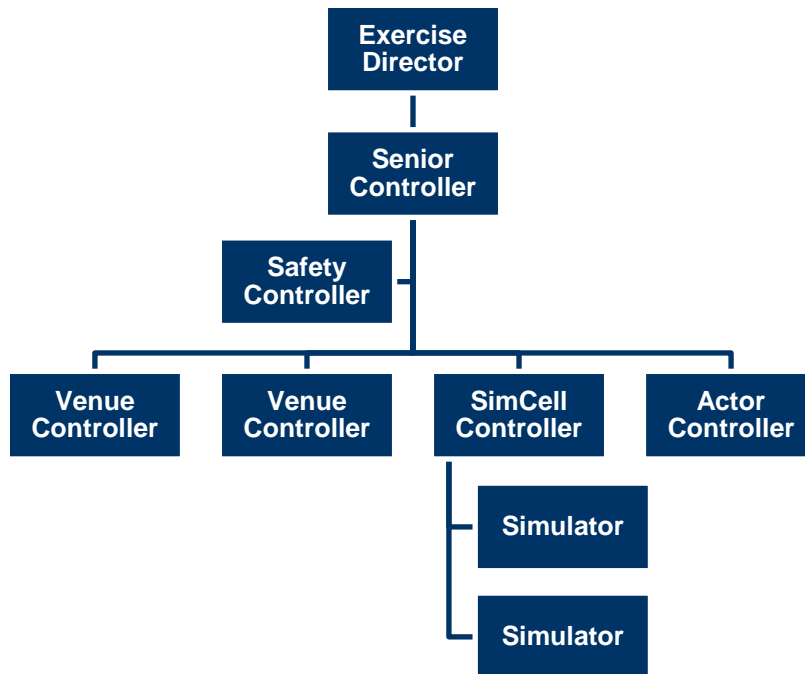 Exercise
Director
Senior
Controller
Safety
Controller
Venue
Controller
Venue
Controller
SimCell
Controller
Actor
Controller
Simulator
Simulator